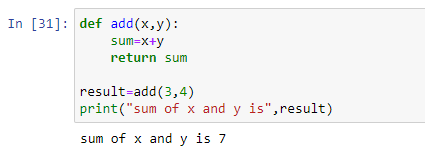 In [31]: def add(x,y):
    sum=x+y
    return sum
result=add(3,4)
print("sum of x and y is",result)
sum of x and y is 7